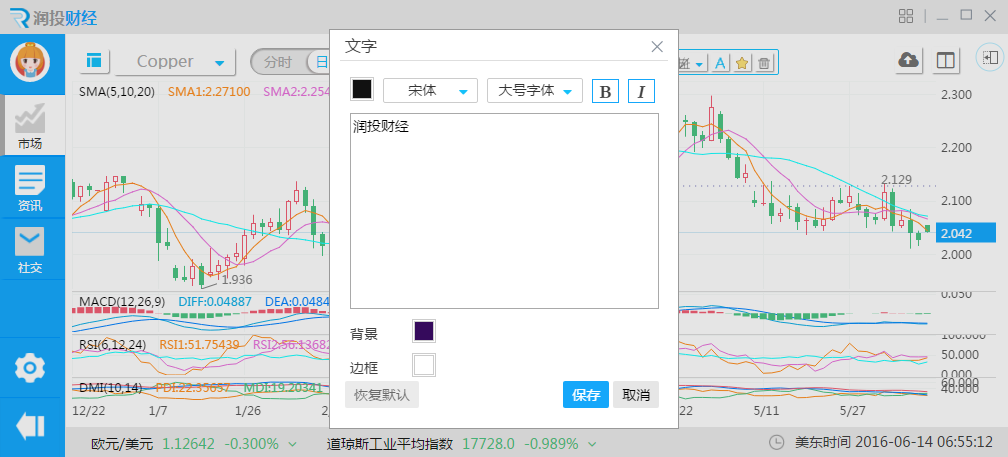 润投财经
文字
Copper
分时
日
宋体
大号字体
B
I
A
润投财经
SMA(5,10,20)
SMA1:2.27100
SMA2:2.254
2.300
2.200
2.129
2.100
2.042
2.000
1.936
市场
资讯
社交
MACD(12,26,9)
DIFF:0.04887
DEA:0.0484
0.050
背景
RSI(6,12,24)
RSI1:51.75439
RSI2:56.13682
100.000
50.000
0.000
边框
DMI(10,14)
PDI:22.35657
MDI:19.20341
60.000
40.000
恢复默认
保存
取消
12/22
1/7
1/26
22
5/11
5/27
欧元/美元
1.12642
-0.300%
道琼斯工业平均指数
17728.0
-0.989%
美东时间 2016-06-14 06:55:12